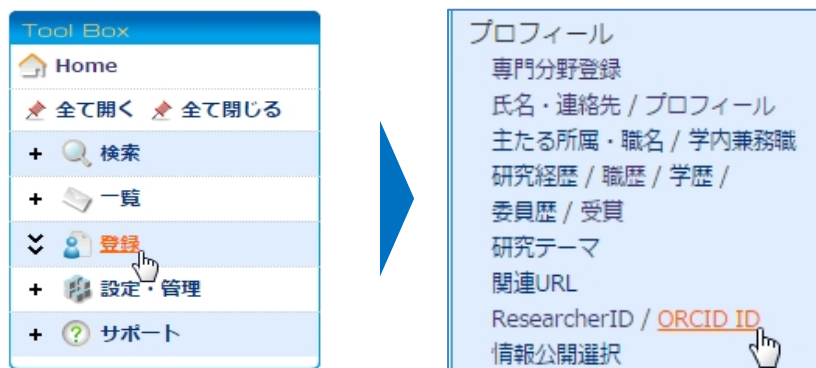 Tool Box
Home
全て開く 全て閉じる
+ 検索
+ 一覧
登録
+ 設定・管理
+ サポート
プロフィール
専門分野登録
氏名・連絡先 / プロフィール
主たる所属・職名 / 学内兼務職
研究経歴 / 職歴 / 学歴 /
委員歴 / 受賞
研究テーマ
関連URL
ResearcherID / ORCID ID
情報公開選択